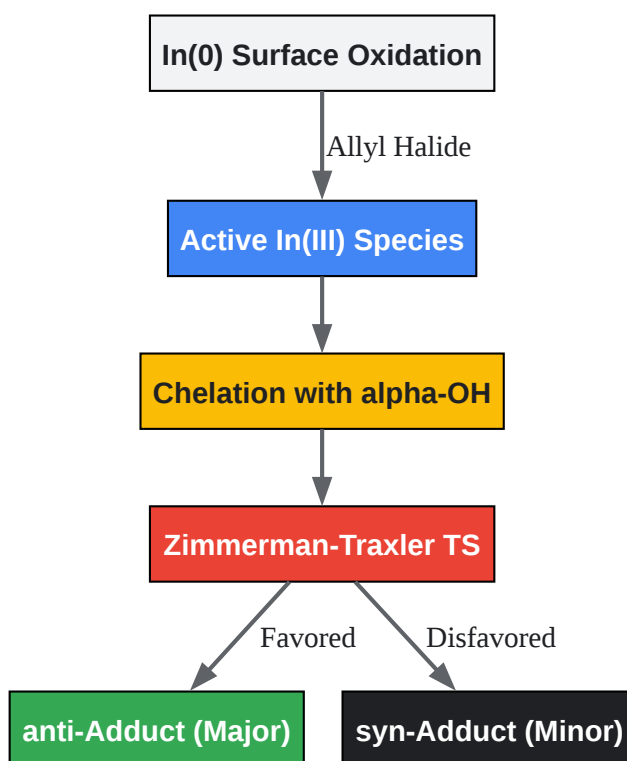 In(0) Surface Oxidation
Allyl Halide
Active In(III) Species
Chelation with alpha-OH
Zimmerman-Traxler TS
Favored
Disfavored
anti-Adduct (Major)
syn-Adduct (Minor)